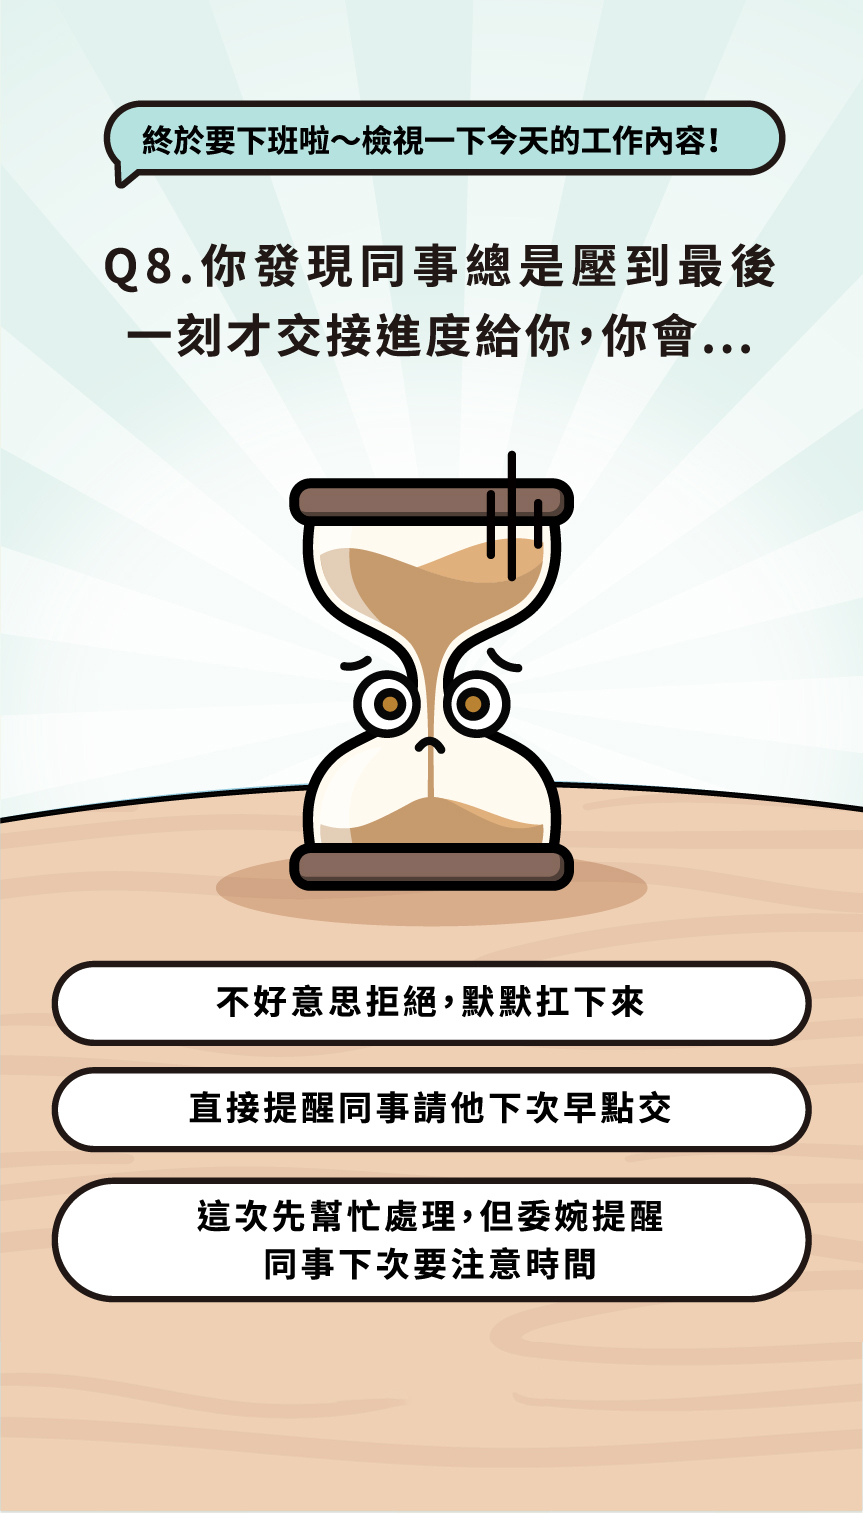 終於要下班啦～檢視一下今天的工作內容！
Q8.你發現同事總是壓到最後
一刻才交接進度給你，你會...
不好意思拒絕，默默扛下來
直接提醒同事請他下次早點交
這次先幫忙處理，但委婉提醒
同事下次要注意時間